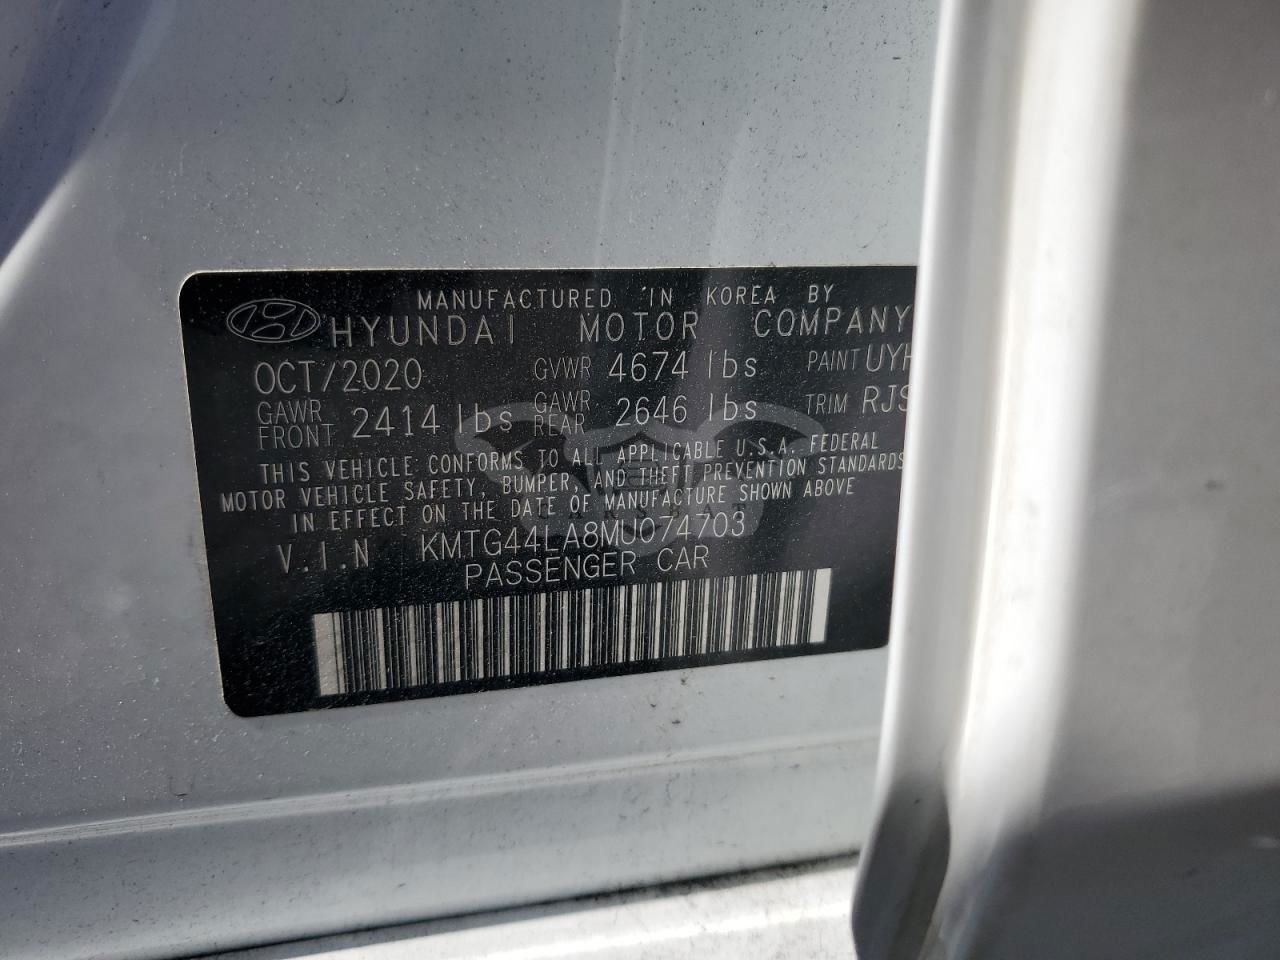 MANUFACTURED IN KOREA BY
HYUNDAI MOTOR COMPANY
OCT/2020 GVWR 4674 lbs PAINT UYH
GAWR FRONT 2414 lbs GAWR REAR 2646 lbs TRIM RJS
THIS VEHICLE CONFORMS TO ALL APPLICABLE U.S.A. FEDERAL
MOTOR VEHICLE SAFETY, BUMPER, AND THEFT PREVENTION STANDARDS
IN EFFECT ON THE DATE OF MANUFACTURE SHOWN ABOVE
V.I.N KMTG44LA8MU074703
PASSENGER CAR